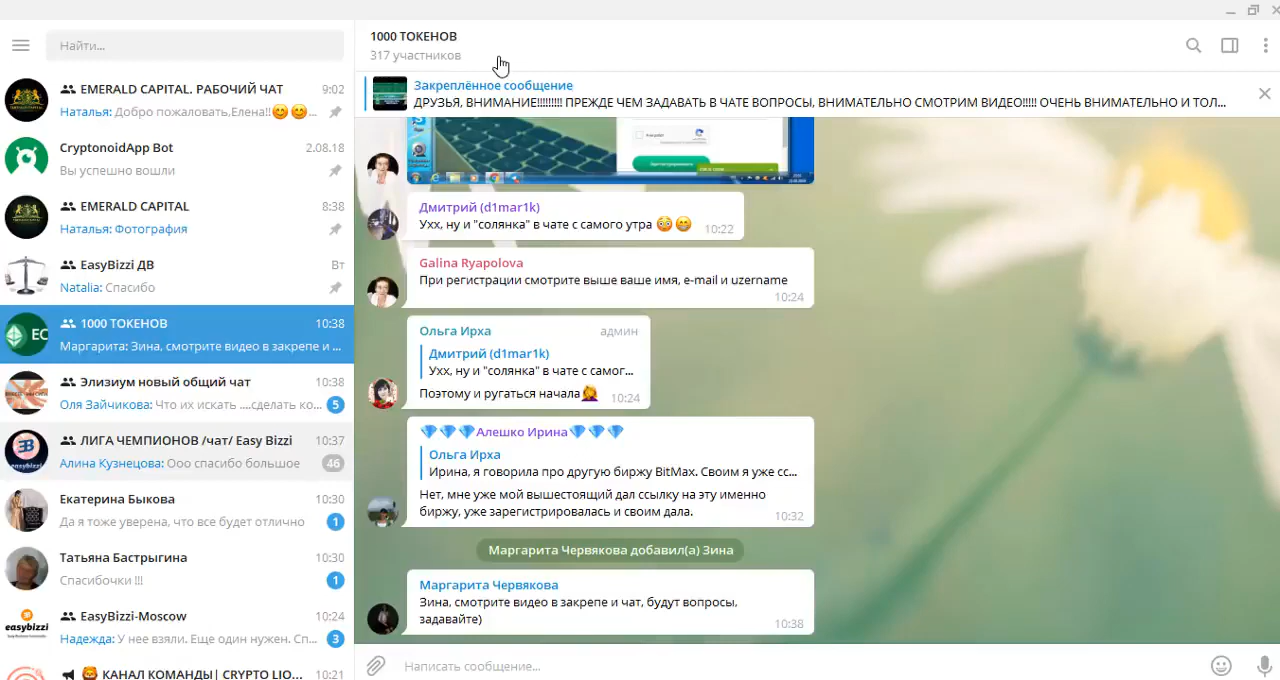 Найти...
EMERALD CAPITAL. РАБОЧИЙ ЧАТ 9:02
Наталья: Добро пожаловать,Елена!!😊😊...
CryptonoidApp Bot 2.08.18
Вы успешно вошли
EMERALD CAPITAL 8:38
Наталья: Фотография
EasyBizzi ДВ Вт
Natalia: Спасибо
EC
1000 ТОКЕНОВ 10:38
Маргарита: Зина, смотрите видео в закрепе и ...
Элизиум новый общий чат 10:38
Оля Зайчикова: Что их искать ....сделать ко... 5
ЛИГА ЧЕМПИОНОВ /чат/ Easy Bizzi 10:37
Алина Кузнецова: Ооо спасибо большое 46
easybizzi
Екатерина Быкова 10:30
Да я тоже уверена, что все будет отлично 1
Татьяна Бастрыгина 10:30
Спасибочки !!! 1
EasyBizzi-Moscow 10:24
easybizzi
Надежда: У нее взяли. Еще один нужен. Сп... 3
КАНАЛ КОМАНДЫ| CRYPTO LIO... 10:21
1000 ТОКЕНОВ
317 участников
Закреплённое сообщение
ДРУЗЬЯ, ВНИМАНИЕ!!!!!!!!! ПРЕЖДЕ ЧЕМ ЗАДАВАТЬ В ЧАТЕ ВОПРОСЫ, ВНИМАТЕЛЬНО СМОТРИМ ВИДЕО!!!!! ОЧЕНЬ ВНИМАТЕЛЬНО И ТОЛ...
Дмитрий (d1mar1k)
Ухх, ну и "солянка" в чате с самого утра 😳😁 10:22
Galina Ryapolova
При регистрации смотрите выше ваше имя, e-mail и uzername
10:24
Ольга Ирха админ
Дмитрий (d1mar1k)
Ухх, ну и "солянка" в чате с самог...
Поэтому и ругаться начала🤦 10:24
💎💎💎Алешко Ирина💎💎💎
Ольга Ирха
Ирина, я говорила про другую биржу BitMax. Своим я уже сс...
Нет, мне уже мой вышестоящий дал ссылку на эту именно
биржу, уже зарегистрировалась и своим дала. 10:32
Маргарита Червякова добавил(а) Зина
Маргарита Червякова
Зина, смотрите видео в закрепе и чат, будут вопросы,
задавайте) 10:38
Написать сообщение...